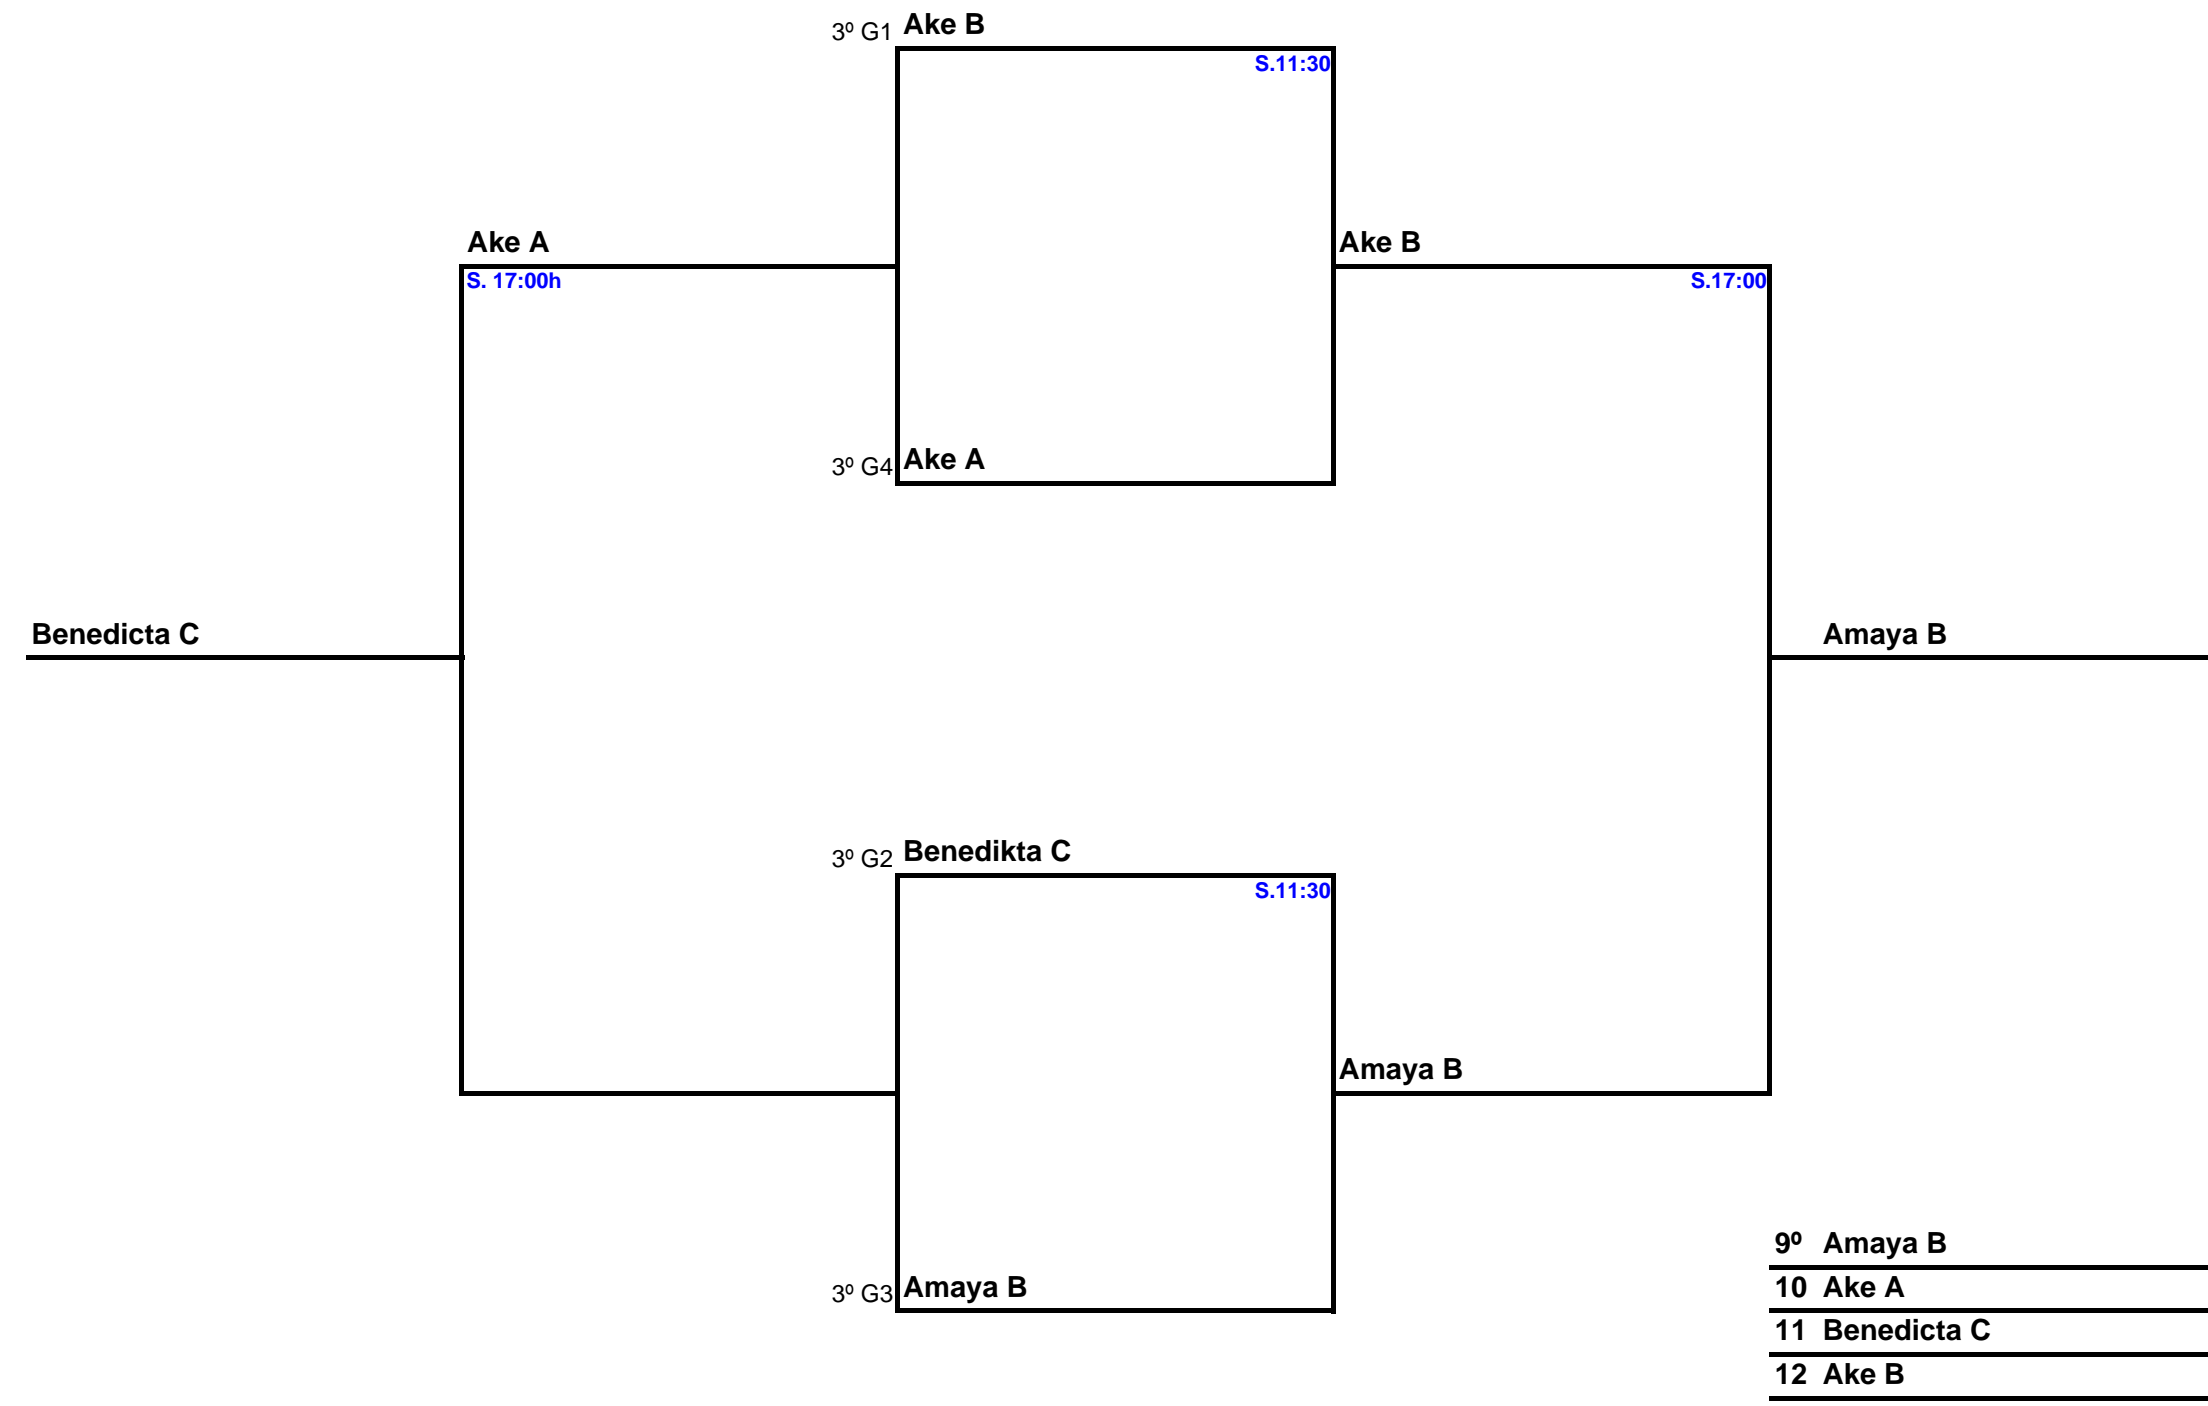 3º G1 Ake B
S.11:30
Ake A
Ake B
S. 17:00h
S.17:00
3º G4 Ake A
Benedicta C
Amaya B
3º G2 Benedikta C
S.11:30
Amaya B
3º G3 Amaya B
9º Amaya B
10 Ake A
11 Benedicta C
12 Ake B